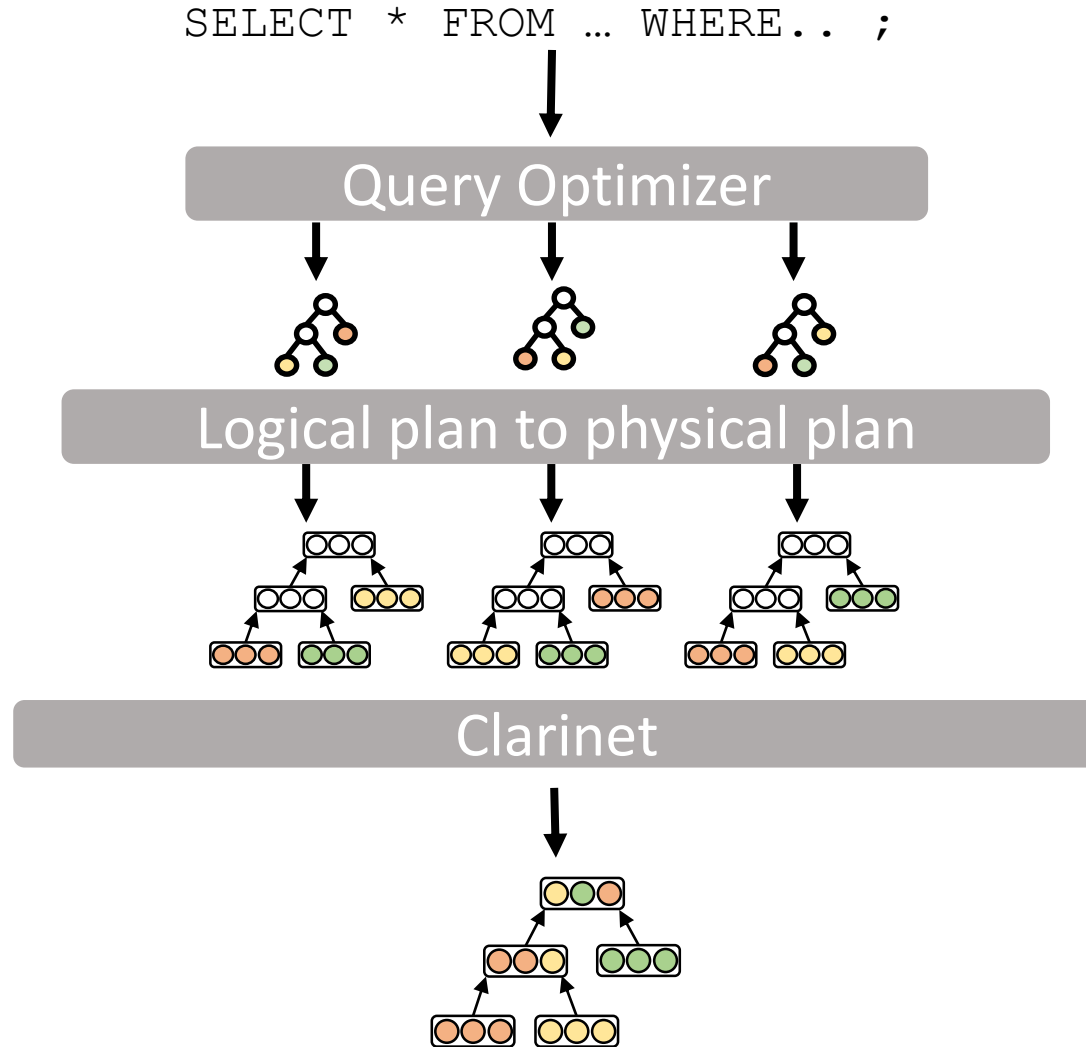 SELECT * FROM … WHERE.. ;
Query Optimizer
Logical plan to physical plan
Clarinet